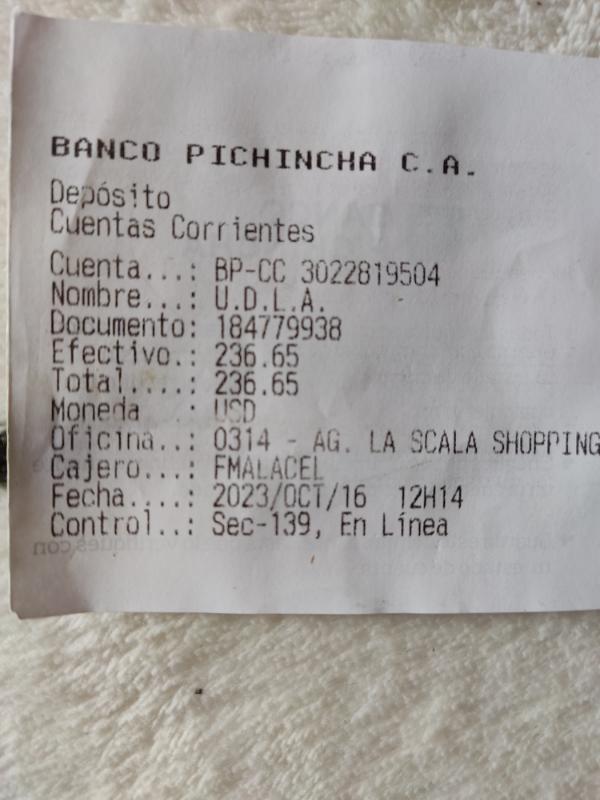 BANCO PICHINCHA C.A.
Depósito
Cuentas Corrientes
Cuenta...: BP-CC 3022819504
Nombre...: U.D.L.A.
Documento: 184779938
Efectivo.: 236.65
Total....: 236.65
Moneda   .: USD
Oficina..: 0314 - AG. LA SCALA SHOPPING
Cajero...: FMALACEL
Fecha....: 2023/OCT/16  12H14
Control..: Sec-139, En Línea